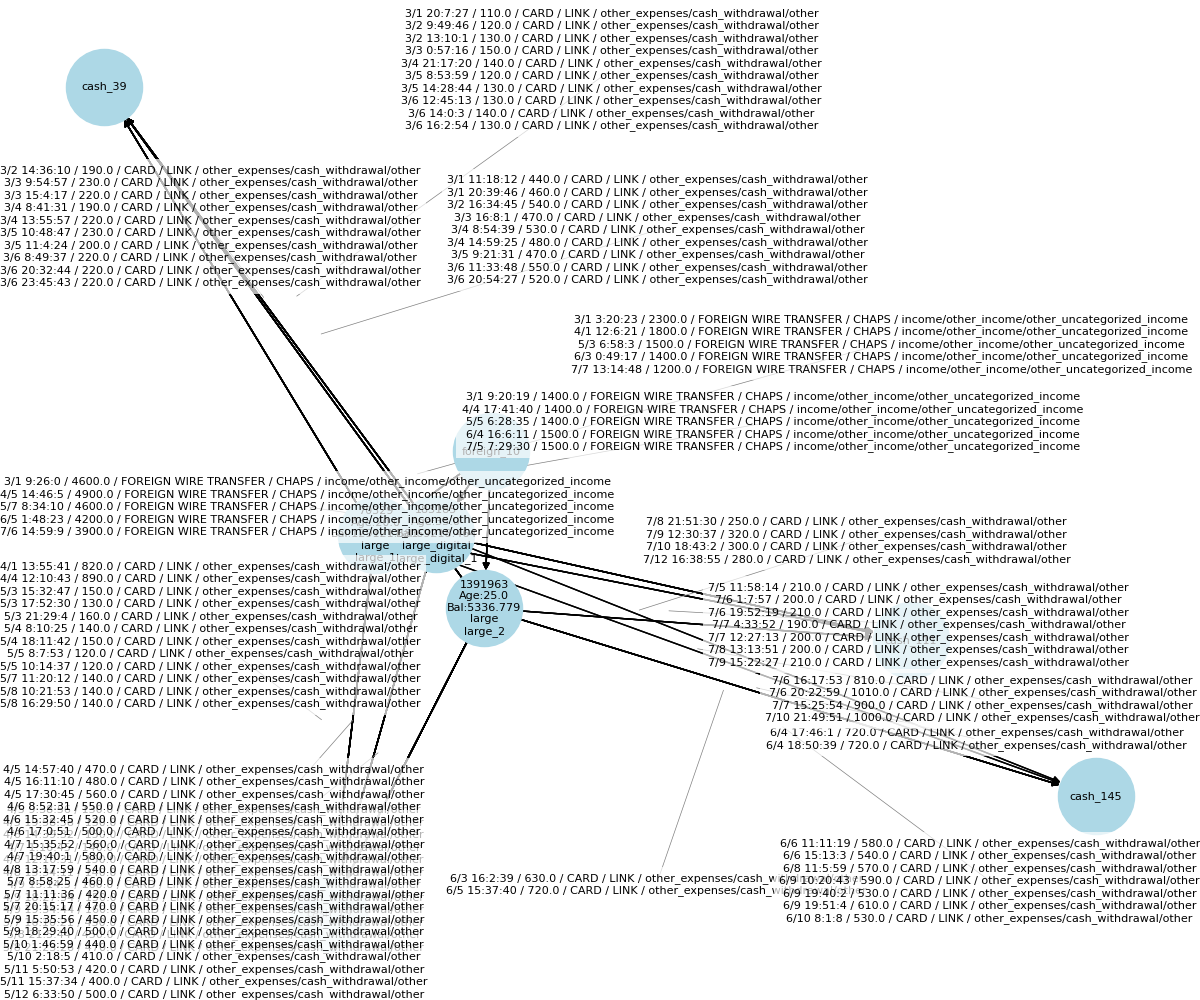 3/1 20:7:27 / 110.0 / CARD / LINK / other_expenses/cash_withdrawal/other
3/2 9:49:46 / 120.0 / CARD / LINK / other_expenses/cash_withdrawal/other
3/2 13:10:1 / 130.0 / CARD / LINK / other_expenses/cash_withdrawal/other
3/3 0:57:16 / 150.0 / CARD / LINK / other_expenses/cash_withdrawal/other
3/4 21:17:20 / 140.0 / CARD / LINK / other_expenses/cash_withdrawal/other
3/5 8:53:59 / 120.0 / CARD / LINK / other_expenses/cash_withdrawal/other
3/5 14:28:44 / 130.0 / CARD / LINK / other_expenses/cash_withdrawal/other
3/6 12:45:13 / 130.0 / CARD / LINK / other_expenses/cash_withdrawal/other
3/6 14:0:3 / 140.0 / CARD / LINK / other_expenses/cash_withdrawal/other
3/6 16:2:54 / 130.0 / CARD / LINK / other_expenses/cash_withdrawal/other
cash_39
3/2 14:36:10 / 190.0 / CARD / LINK / other_expenses/cash_withdrawal/other
3/3 9:54:57 / 230.0 / CARD / LINK / other_expenses/cash_withdrawal/other
3/3 15:4:17 / 220.0 / CARD / LINK / other_expenses/cash_withdrawal/other
3/4 8:41:31 / 190.0 / CARD / LINK / other_expenses/cash_withdrawal/other
3/4 13:55:57 / 220.0 / CARD / LINK / other_expenses/cash_withdrawal/other
3/5 10:48:47 / 230.0 / CARD / LINK / other_expenses/cash_withdrawal/other
3/5 11:4:24 / 200.0 / CARD / LINK / other_expenses/cash_withdrawal/other
3/6 8:49:37 / 220.0 / CARD / LINK / other_expenses/cash_withdrawal/other
3/6 20:32:44 / 220.0 / CARD / LINK / other_expenses/cash_withdrawal/other
3/6 23:45:43 / 220.0 / CARD / LINK / other_expenses/cash_withdrawal/other
3/1 11:18:12 / 440.0 / CARD / LINK / other_expenses/cash_withdrawal/other
3/1 20:39:46 / 460.0 / CARD / LINK / other_expenses/cash_withdrawal/other
3/2 16:34:45 / 540.0 / CARD / LINK / other_expenses/cash_withdrawal/other
3/3 16:8:1 / 470.0 / CARD / LINK / other_expenses/cash_withdrawal/other
3/4 8:54:39 / 530.0 / CARD / LINK / other_expenses/cash_withdrawal/other
3/4 14:59:25 / 480.0 / CARD / LINK / other_expenses/cash_withdrawal/other
3/5 9:21:31 / 470.0 / CARD / LINK / other_expenses/cash_withdrawal/other
3/6 11:33:48 / 550.0 / CARD / LINK / other_expenses/cash_withdrawal/other
3/6 20:54:27 / 520.0 / CARD / LINK / other_expenses/cash_withdrawal/other
3/1 3:20:23 / 2300.0 / FOREIGN WIRE TRANSFER / CHAPS / income/other_income/other_uncategorized_income
4/1 12:6:21 / 1800.0 / FOREIGN WIRE TRANSFER / CHAPS / income/other_income/other_uncategorized_income
5/3 6:58:3 / 1500.0 / FOREIGN WIRE TRANSFER / CHAPS / income/other_income/other_uncategorized_income
6/3 0:49:17 / 1400.0 / FOREIGN WIRE TRANSFER / CHAPS / income/other_income/other_uncategorized_income
7/7 13:14:48 / 1200.0 / FOREIGN WIRE TRANSFER / CHAPS / income/other_income/other_uncategorized_income
3/1 9:20:19 / 1400.0 / FOREIGN WIRE TRANSFER / CHAPS / income/other_income/other_uncategorized_income
4/4 17:41:40 / 1400.0 / FOREIGN WIRE TRANSFER / CHAPS / income/other_income/other_uncategorized_income
5/5 6:28:35 / 1400.0 / FOREIGN WIRE TRANSFER / CHAPS / income/other_income/other_uncategorized_income
6/4 16:6:11 / 1500.0 / FOREIGN WIRE TRANSFER / CHAPS / income/other_income/other_uncategorized_income
7/5 7:29:30 / 1500.0 / FOREIGN WIRE TRANSFER / CHAPS / income/other_income/other_uncategorized_income
3/1 9:26:0 / 4600.0 / FOREIGN WIRE TRANSFER / CHAPS / income/other_income/other_uncategorized_income
4/5 14:46:5 / 4900.0 / FOREIGN WIRE TRANSFER / CHAPS / income/other_income/other_uncategorized_income
5/7 8:34:10 / 4600.0 / FOREIGN WIRE TRANSFER / CHAPS / income/other_income/other_uncategorized_income
6/5 1:48:23 / 4200.0 / FOREIGN WIRE TRANSFER / CHAPS / income/other_income/other_uncategorized_income
7/6 14:59:9 / 3900.0 / FOREIGN WIRE TRANSFER / CHAPS / income/other_income/other_uncategorized_income
large large_digital
1391963
Age:25.0
Bal:5336.779
large
large_2
7/8 21:51:30 / 250.0 / CARD / LINK / other_expenses/cash_withdrawal/other
7/9 12:30:37 / 320.0 / CARD / LINK / other_expenses/cash_withdrawal/other
7/10 18:43:2 / 300.0 / CARD / LINK / other_expenses/cash_withdrawal/other
7/12 16:38:55 / 280.0 / CARD / LINK / other_expenses/cash_withdrawal/other
7/5 11:58:14 / 210.0 / CARD / LINK / other_expenses/cash_withdrawal/other
7/6 1:7:57 / 200.0 / CARD / LINK / other_expenses/cash_withdrawal/other
7/6 19:52:19 / 210.0 / CARD / LINK / other_expenses/cash_withdrawal/other
7/7 4:33:52 / 190.0 / CARD / LINK / other_expenses/cash_withdrawal/other
7/7 12:27:13 / 200.0 / CARD / LINK / other_expenses/cash_withdrawal/other
7/8 13:13:51 / 200.0 / CARD / LINK / other_expenses/cash_withdrawal/other
7/9 15:22:27 / 210.0 / CARD / LINK / other_expenses/cash_withdrawal/other
7/6 16:17:53 / 810.0 / CARD / LINK / other_expenses/cash_withdrawal/other
7/6 20:22:59 / 1010.0 / CARD / LINK / other_expenses/cash_withdrawal/other
7/7 15:25:54 / 900.0 / CARD / LINK / other_expenses/cash_withdrawal/other
7/10 21:49:51 / 1000.0 / CARD / LINK / other_expenses/cash_withdrawal/other
6/4 17:46:1 / 720.0 / CARD / LINK / other_expenses/cash_withdrawal/other
6/4 18:50:39 / 720.0 / CARD / LINK / other_expenses/cash_withdrawal/other
cash_145
4/1 13:55:41 / 820.0 / CARD / LINK / other_expenses/cash_withdrawal/other
4/4 12:10:43 / 890.0 / CARD / LINK / other_expenses/cash_withdrawal/other
5/3 15:32:47 / 150.0 / CARD / LINK / other_expenses/cash_withdrawal/other
5/3 17:52:30 / 130.0 / CARD / LINK / other_expenses/cash_withdrawal/other
5/3 21:29:4 / 160.0 / CARD / LINK / other_expenses/cash_withdrawal/other
5/4 8:10:25 / 140.0 / CARD / LINK / other_expenses/cash_withdrawal/other
5/4 18:1:42 / 150.0 / CARD / LINK / other_expenses/cash_withdrawal/other
5/5 8:7:53 / 120.0 / CARD / LINK / other_expenses/cash_withdrawal/other
5/5 10:14:37 / 120.0 / CARD / LINK / other_expenses/cash_withdrawal/other
5/7 11:20:12 / 140.0 / CARD / LINK / other_expenses/cash_withdrawal/other
5/8 10:21:53 / 140.0 / CARD / LINK / other_expenses/cash_withdrawal/other
5/8 16:29:50 / 140.0 / CARD / LINK / other_expenses/cash_withdrawal/other
4/5 14:57:40 / 470.0 / CARD / LINK / other_expenses/cash_withdrawal/other
4/5 16:11:10 / 480.0 / CARD / LINK / other_expenses/cash_withdrawal/other
4/5 17:30:45 / 560.0 / CARD / LINK / other_expenses/cash_withdrawal/other
4/6 8:52:31 / 550.0 / CARD / LINK / other_expenses/cash_withdrawal/other
4/6 15:32:45 / 520.0 / CARD / LINK / other_expenses/cash_withdrawal/other
4/6 17:0:51 / 500.0 / CARD / LINK / other_expenses/cash_withdrawal/other
4/7 15:35:52 / 560.0 / CARD / LINK / other_expenses/cash_withdrawal/other
4/7 19:40:1 / 580.0 / CARD / LINK / other_expenses/cash_withdrawal/other
4/8 13:17:59 / 540.0 / CARD / LINK / other_expenses/cash_withdrawal/other
5/7 8:58:25 / 460.0 / CARD / LINK / other_expenses/cash_withdrawal/other
5/7 11:11:36 / 420.0 / CARD / LINK / other_expenses/cash_withdrawal/other
5/7 20:15:17 / 470.0 / CARD / LINK / other_expenses/cash_withdrawal/other
5/9 15:35:56 / 450.0 / CARD / LINK / other_expenses/cash_withdrawal/other
5/9 18:29:40 / 500.0 / CARD / LINK / other_expenses/cash_withdrawal/other
5/10 1:46:59 / 440.0 / CARD / LINK / other_expenses/cash_withdrawal/other
5/10 2:18:5 / 410.0 / CARD / LINK / other_expenses/cash_withdrawal/other
5/11 5:50:53 / 420.0 / CARD / LINK / other_expenses/cash_withdrawal/other
5/11 15:37:34 / 400.0 / CARD / LINK / other_expenses/cash_withdrawal/other
5/12 6:33:50 / 500.0 / CARD / LINK / other_expenses/cash_withdrawal/other
6/3 16:2:39 / 630.0 / CARD / LINK / other_expenses/cash_
6/5 15:37:40 / 720.0 / CARD / LINK / other_expenses/cash_
6/6 11:11:19 / 580.0 / CARD / LINK / other_expenses/cash_withdrawal/other
6/6 15:13:3 / 540.0 / CARD / LINK / other_expenses/cash_withdrawal/other
6/8 11:5:59 / 570.0 / CARD / LINK / other_expenses/cash_withdrawal/other
6/9 10:20:43 / 590.0 / CARD / LINK / other_expenses/cash_withdrawal/other
6/9 19:40:2 / 530.0 / CARD / LINK / other_expenses/cash_withdrawal/other
6/9 19:51:4 / 610.0 / CARD / LINK / other_expenses/cash_withdrawal/other
6/10 8:1:8 / 530.0 / CARD / LINK / other_expenses/cash_withdrawal/other